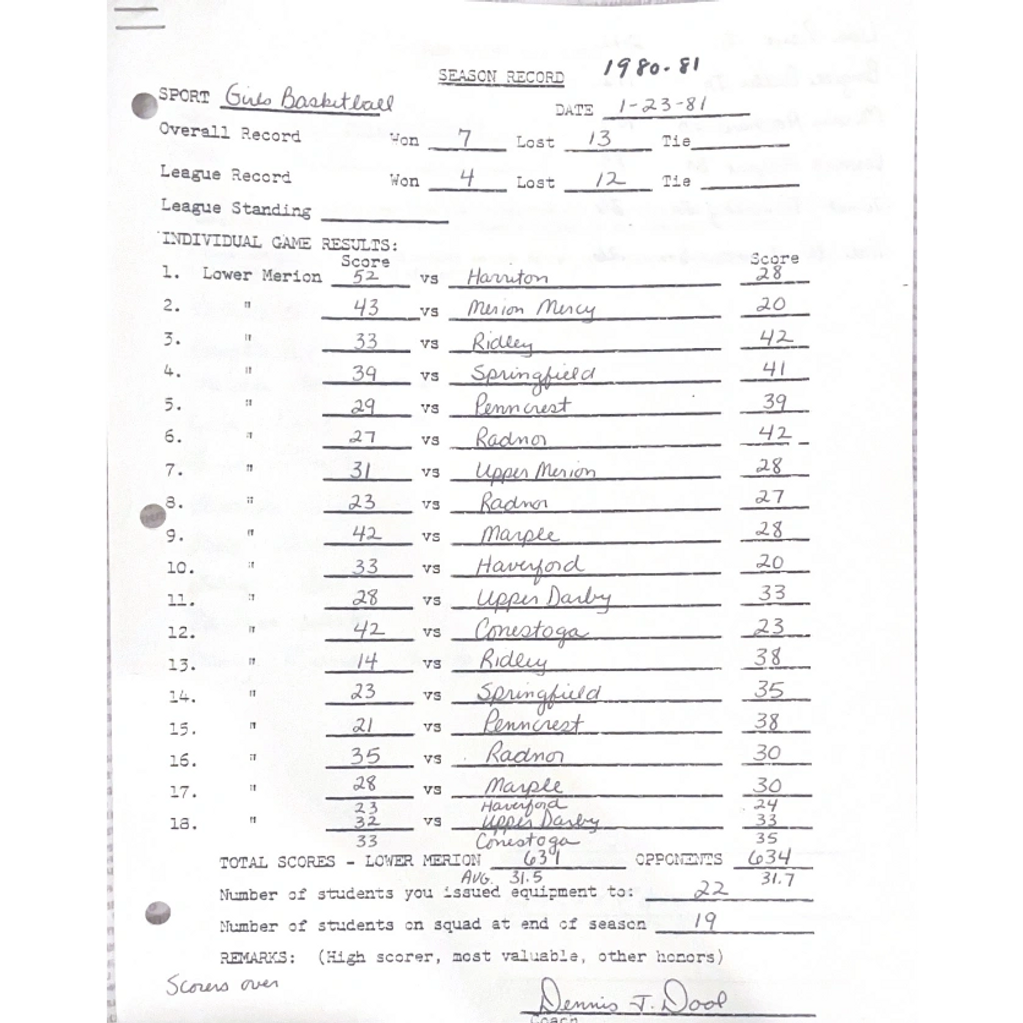 SEASON RECORD 1980-81
SPORT Girls Basketball DATE 1-23-81
Overall Record Won 7 Lost 13 Tie
League Record Won 4 Lost 12 Tie
League Standing
INDIVIDUAL GAME RESULTS:
Score Score
1. Lower Merion 52 vs Harriton 28
2. " 43 vs Merion Mercy 20
3. " 33 vs Ridley 42
4. " 39 vs Springfield 41
5. " 29 vs Penncrest 39
6. " 27 vs Radnor 42
7. " 31 vs Upper Merion 28
8. " 23 vs Radnor 27
9. " 42 vs Marple 28
10. " 33 vs Haverford 20
11. " 28 vs Upper Darby 33
12. " 42 vs Conestoga 23
13. " 14 vs Ridley 38
14. " 23 vs Springfield 35
15. " 21 vs Penncrest 38
16. " 35 vs Radnor 30
17. " 28 vs Marple 30
23 Haverford 24
18. " 32 vs Upper Darby 33
33 Conestoga 35
TOTAL SCORES - LOWER MERION 631 OPPONENTS 634
AVG. 31.5 31.7
Number of students you issued equipment to: 22
Number of students on squad at end of season 19
REMARKS: (High scorer, most valuable, other honors)
Scorers over
Dennis J. Dool
Coach